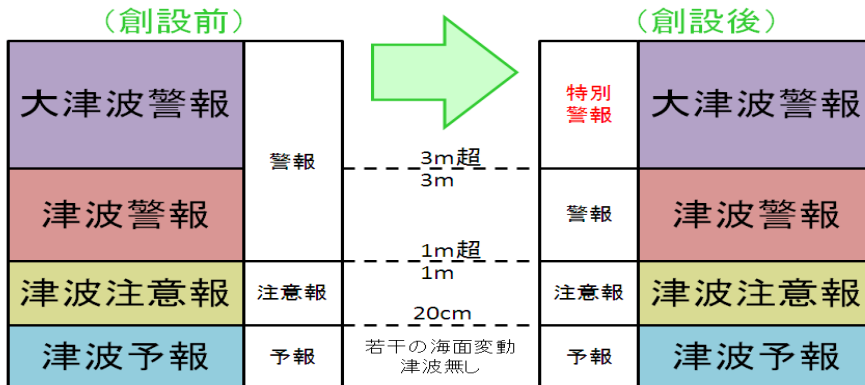 （創設前）
（創設後）
大津波警報
津波警報
津波注意報
津波予報
警報
注意報
予報
3m超
3m
1m超
1m
20cm
若干の海面変動
津波無し
特別
警報
警報
注意報
予報
大津波警報
津波警報
津波注意報
津波予報